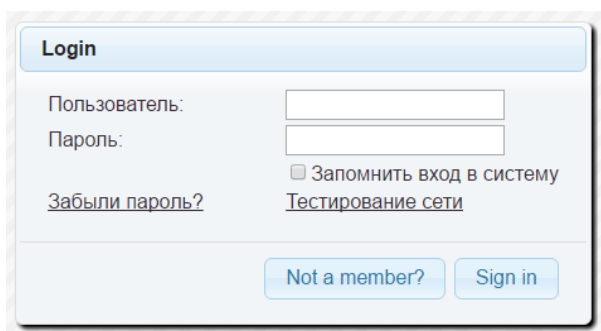 Login
Пользователь:
Пароль:
Запомнить вход в систему
Забыли пароль? Тестирование сети
Not a member? Sign in